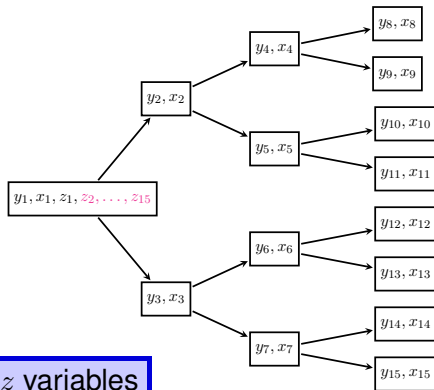 y₈, x₈
y₄, x₄
y₉, x₉
y₂, x₂
y₁₀, x₁₀
y₅, x₅
y₁₁, x₁₁
y₁, x₁, z₁, z₂, ..., z₁₅
y₁₂, x₁₂
y₆, x₆
y₁₃, x₁₃
y₃, x₃
y₁₄, x₁₄
y₇, x₇
y₁₅, x₁₅
z variables